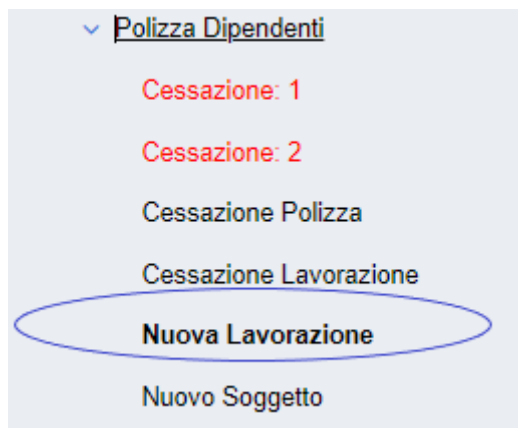 Polizza Dipendenti
Cessazione: 1
Cessazione: 2
Cessazione Polizza
Cessazione Lavorazione
Nuova Lavorazione
Nuovo Soggetto